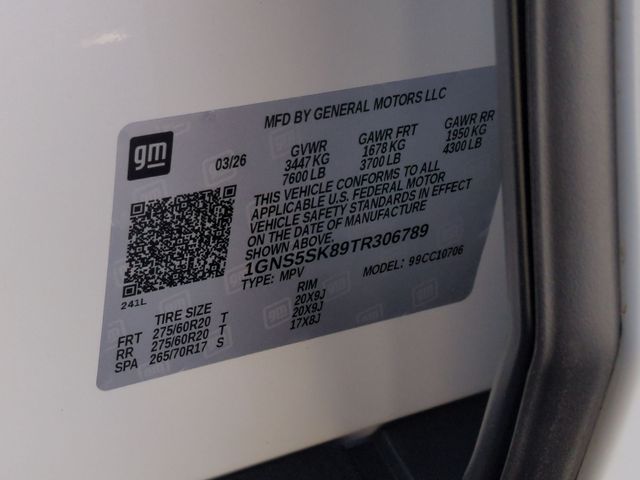 MFD BY GENERAL MOTORS LLC
gm
03/26
GVWR GAWR FRT GAWR RR
3447 KG 1678 KG 1950 KG
7600 LB 3700 LB 4300 LB
THIS VEHICLE CONFORMS TO ALL
APPLICABLE U.S. FEDERAL MOTOR
VEHICLE SAFETY STANDARDS IN EFFECT
ON THE DATE OF MANUFACTURE
SHOWN ABOVE.
1GNS5SK89TR306789
TYPE: MPV MODEL: 99CC10706
241L
TIRE SIZE RIM
FRT 275/60R20 T 20X9J
RR 275/60R20 T 20X9J
SPA 265/70R17 S 17X8J